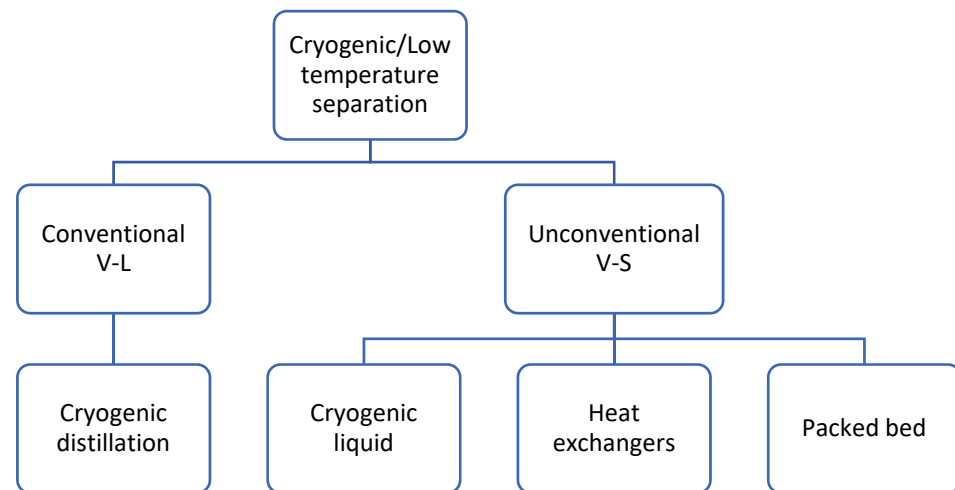 Cryogenic/Low
temperature
separation
Conventional
V-L
Unconventional
V-S
Cryogenic
distillation
Cryogenic
liquid
Heat
exchangers
Packed bed